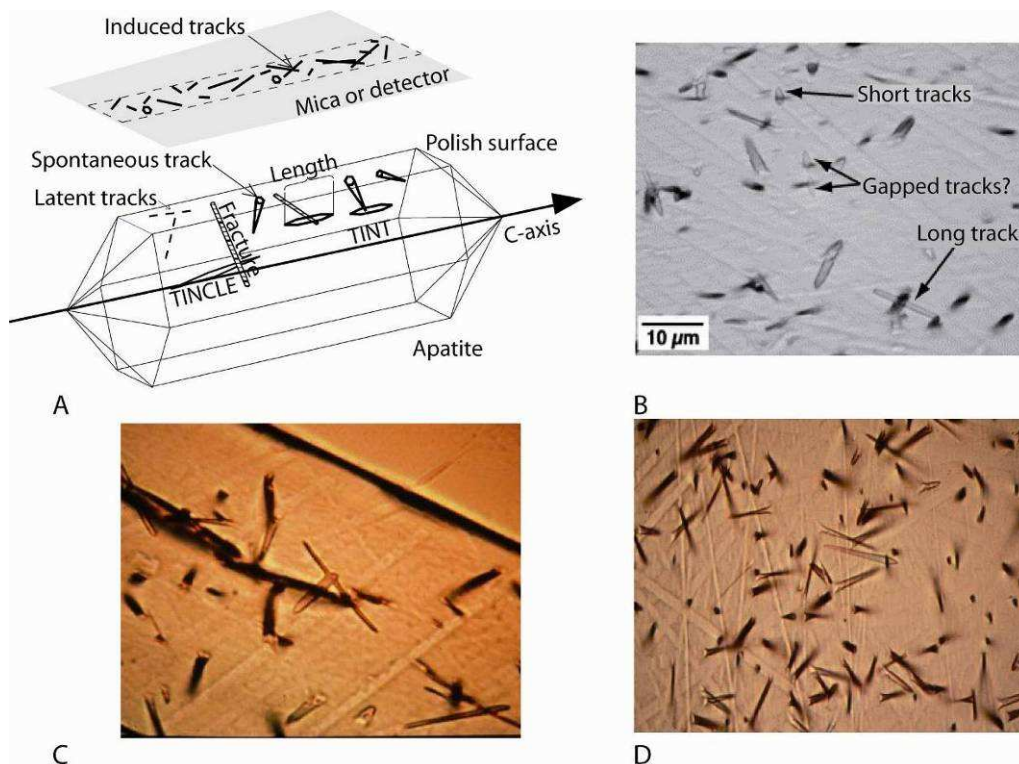 Induced tracks
Mica or detector
Spontaneous track
Length
Polish surface
Latent tracks
Fracture
TINT
C-axis
TINCLE
Apatite
A
Short tracks
Gapped tracks?
Long track
10 µm
B
C
D